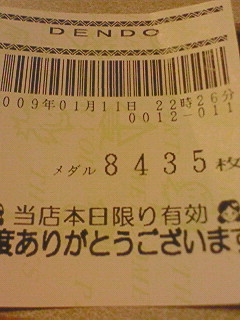 DENDO
009年01月11日 22時26分
0012-011
メダル 8435枚
当店本日限り有効
度ありがとうございます